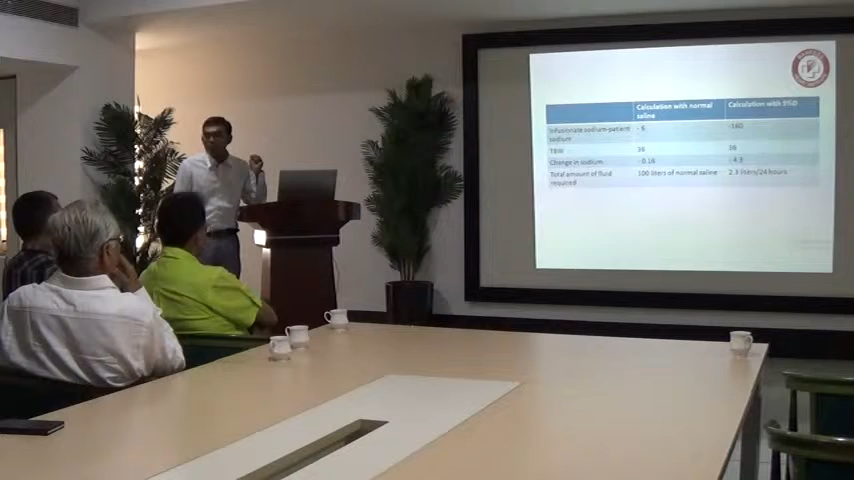 Calculation with normal saline
Calculation with 5%D
Infusionate sodium-patient sodium
- 6
-160
TBW
36
36
Change in sodium
- 0.16
- 4.3
Total amount of fluid required
100 liters of normal saline
2.3 liters/24 hours